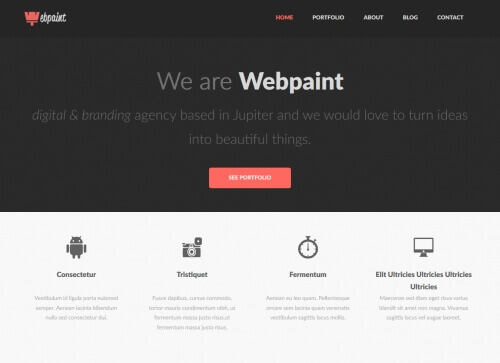 Webpaint
HOME PORTFOLIO ABOUT BLOG CONTACT
We are Webpaint
digital & branding agency based in Jupiter and we would love to turn ideas
into beautiful things.
SEE PORTFOLIO
Consectetur
Vestibulum id ligula porta euismod
semper. Aenean lacinia bibendum
nulla sed consectetur dui.
Tristiquet
Fusce dapibus, cursus commodo,
tortor mauris condimentum nibh, ut
fermentum massa justo risus.ut
fermentum massa justo risus.
Fermentum
Aenean eu leo quam. Pellentesque
ornare sem lacinia quam venenatis
vestibulum sagittis lacus mollis.
Elit Ultricies Ultricies Ultricies
Ultricies
Maecenas sed diam eget risus varius
blandit sit amet non magna. Vivamus
sagittis lacus vel augue laoreet.